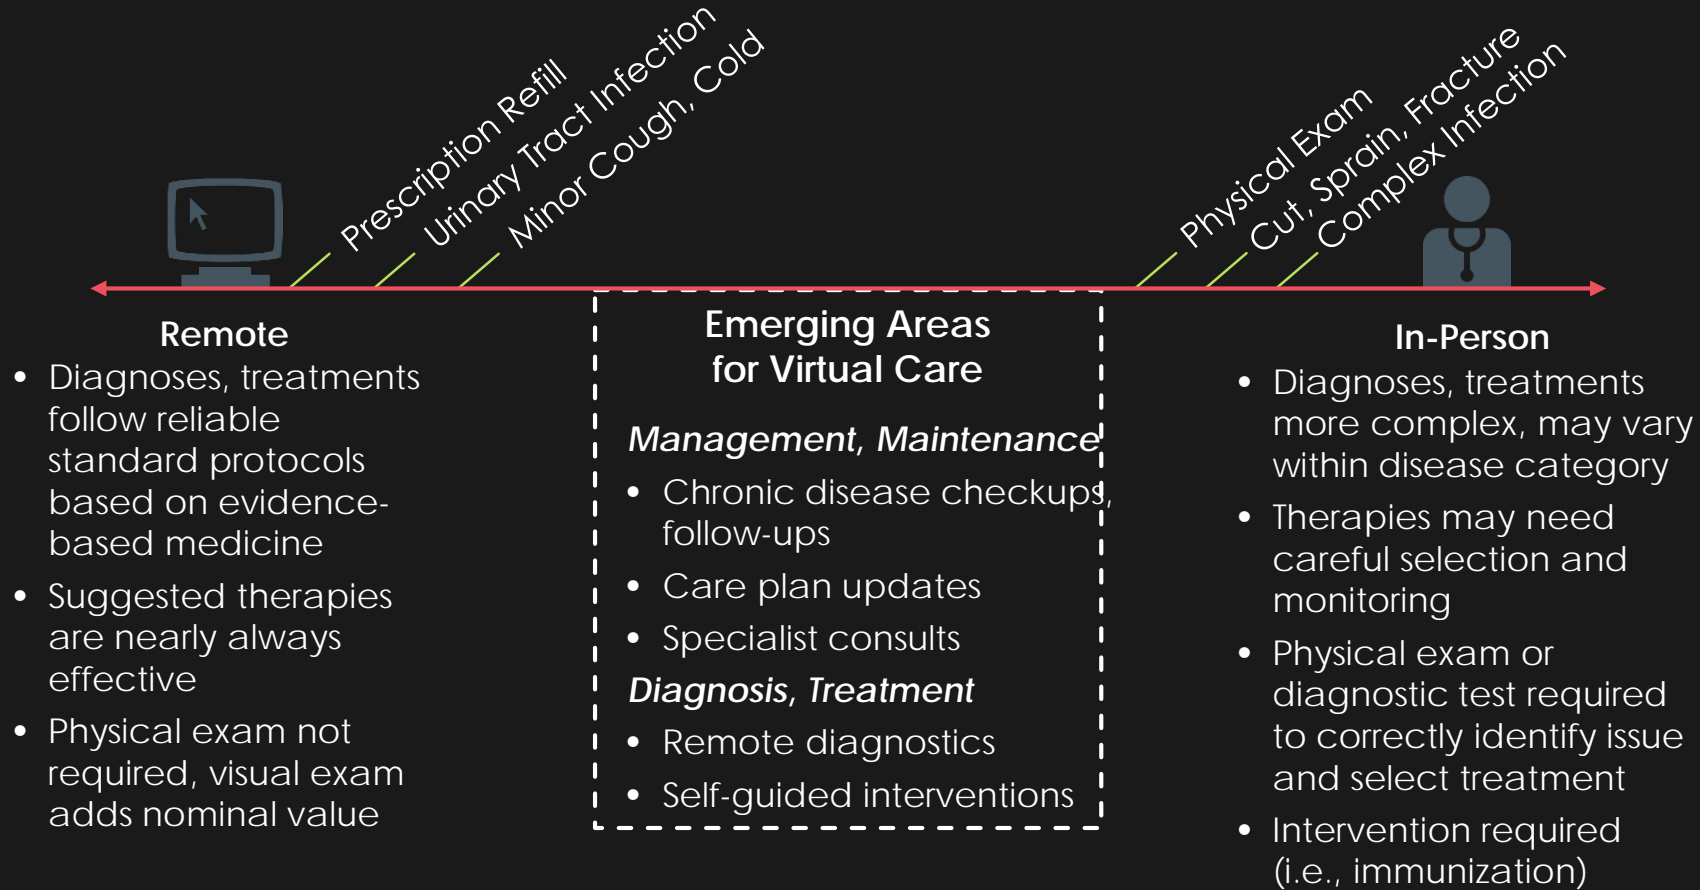 Prescription Refill
Urinary Tract Infection
Minor Cough, Cold
Physical Exam
Cut, Sprain, Fracture
Complex Infection
Remote
• Diagnoses, treatments
follow reliable
standard protocols
based on evidence-
based medicine
• Suggested therapies
are nearly always
effective
• Physical exam not
required, visual exam
adds nominal value
Emerging Areas
for Virtual Care
Management, Maintenance
• Chronic disease checkups,
follow-ups
• Care plan updates
• Specialist consults
Diagnosis, Treatment
• Remote diagnostics
• Self-guided interventions
In-Person
• Diagnoses, treatments
more complex, may vary
within disease category
• Therapies may need
careful selection and
monitoring
• Physical exam or
diagnostic test required
to correctly identify issue
and select treatment
• Intervention required
(i.e., immunization)